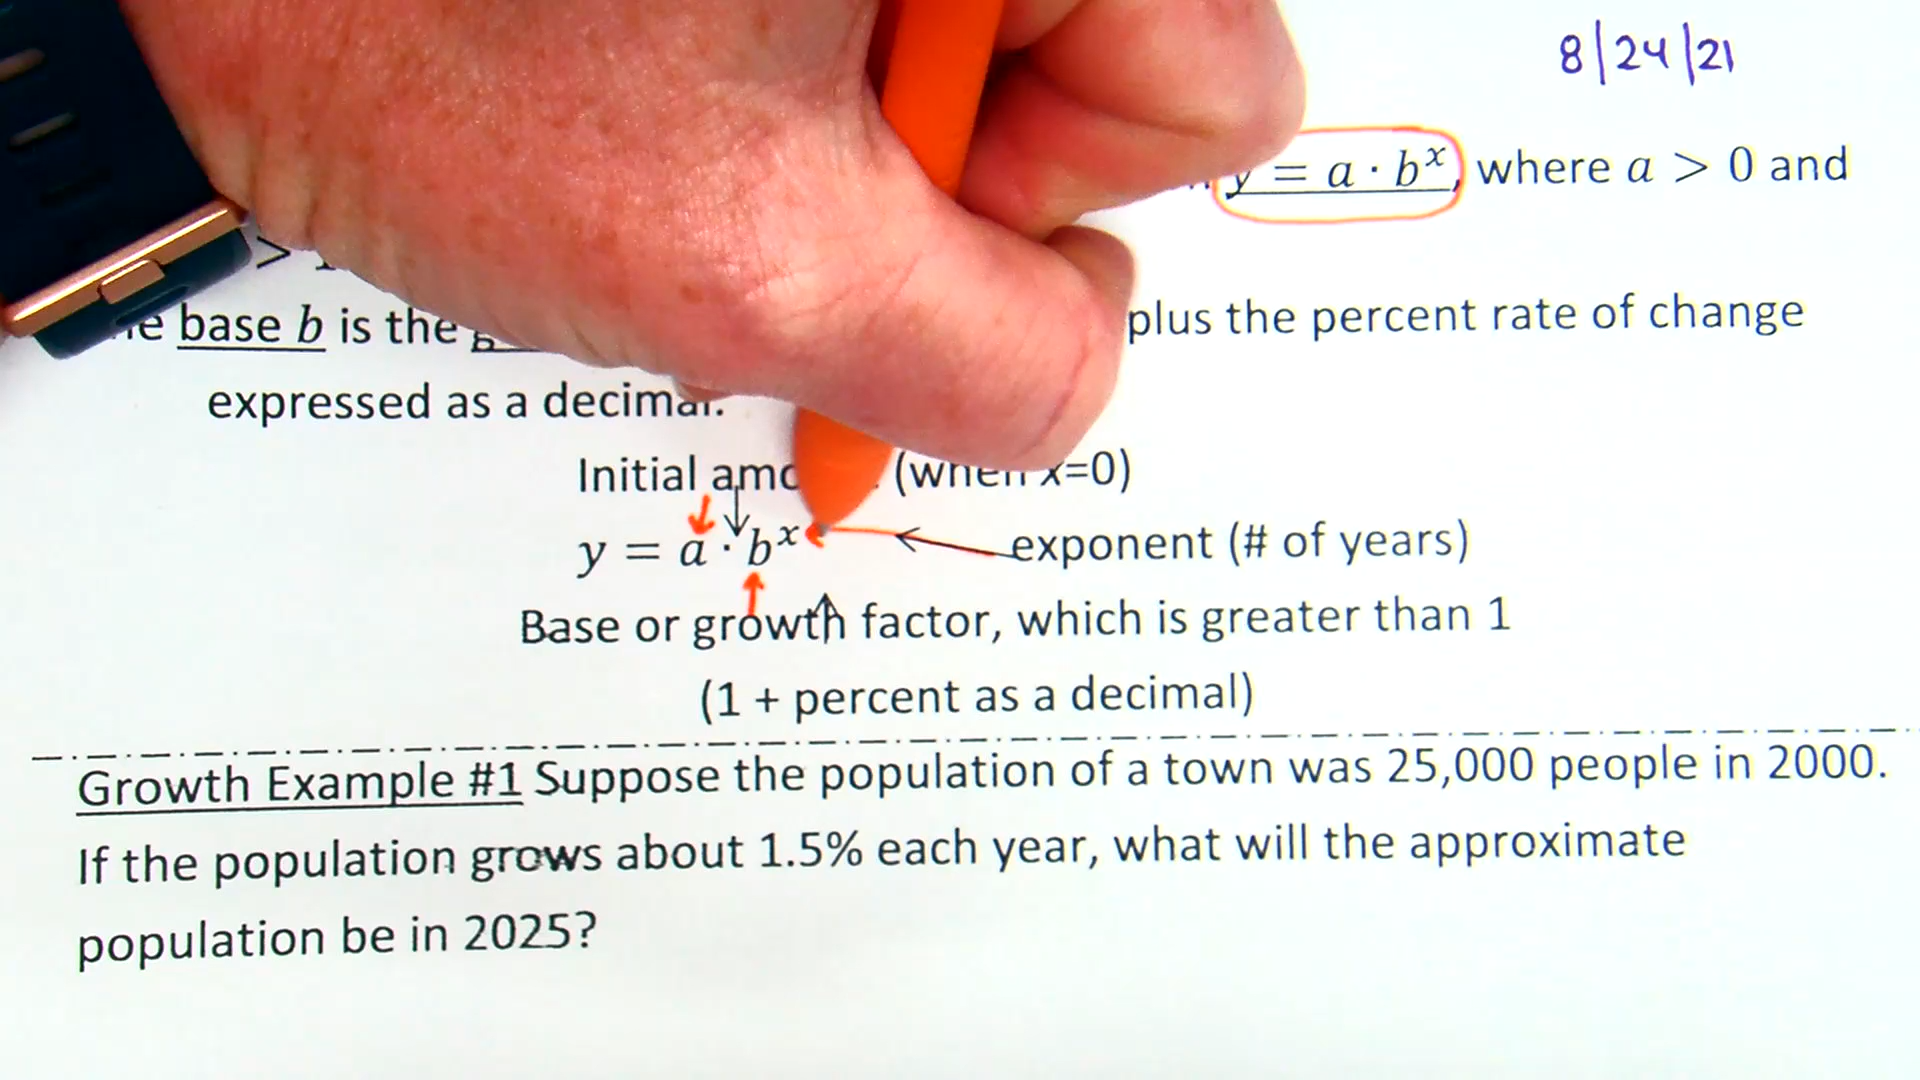 8|24|21
y = a · bˣ, where a > 0 and
>
base b is the plus the percent rate of change
expressed as a decimal.
Initial (when x=0)
y = a · bˣ exponent (# of years)
Base or growth factor, which is greater than 1
(1 + percent as a decimal)
Growth Example #1 Suppose the population of a town was 25,000 people in 2000.
If the population grows about 1.5% each year, what will the approximate
population be in 2025?